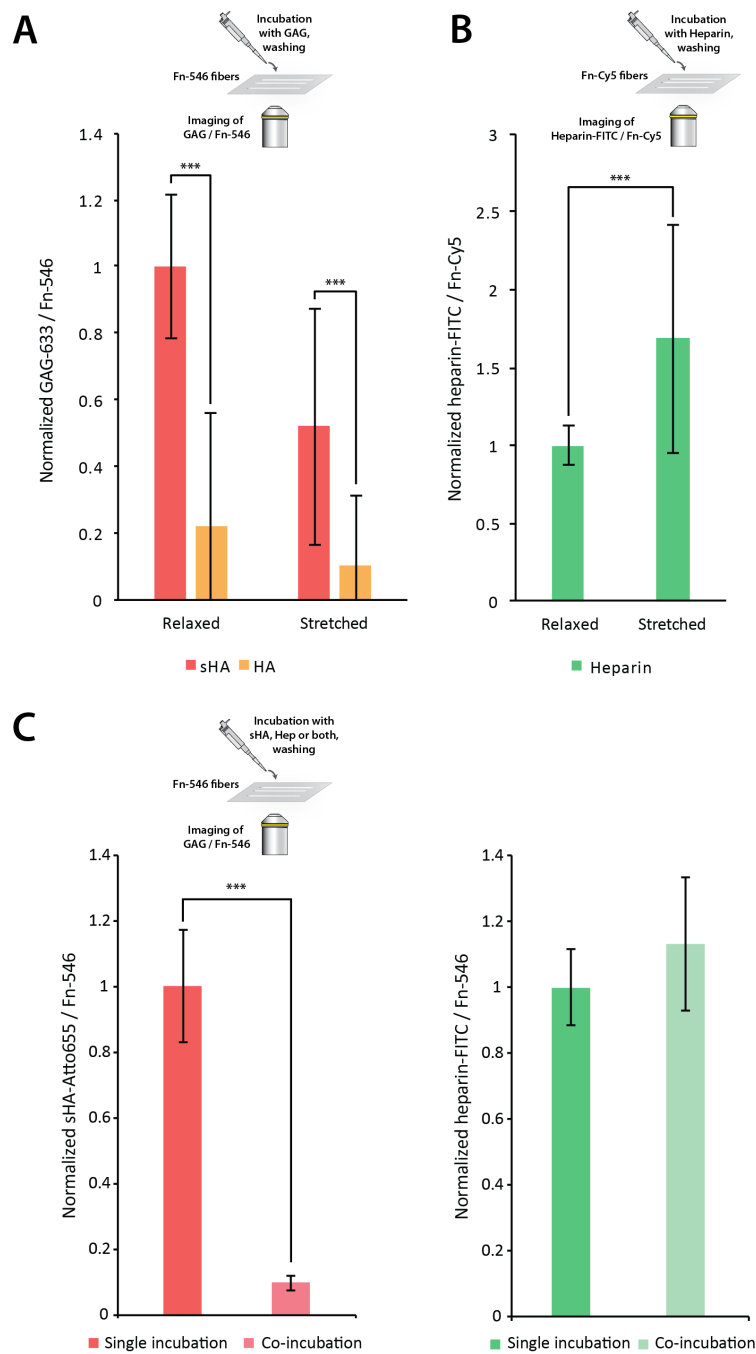 A
Incubation
with GAG,
washing
Fn-546 fibers
Imaging of
GAG / Fn-546
Normalized GAG-633 / Fn-546
1.4
1.2
1
0.8
0.6
0.4
0.2
0
***
***
Relaxed
Stretched
sHA
HA
B
Incubation
with Heparin,
washing
Fn-Cy5 fibers
Imaging of
Heparin-FITC / Fn-Cy5
Normalized heparin-FITC / Fn-Cy5
3
2.5
2
1.5
1
0.5
0
***
Relaxed
Stretched
Heparin
C
Incubation with
sHA, Hep or both,
washing
Fn-546 fibers
Imaging of
GAG / Fn-546
Normalized sHA-Atto655 / Fn-546
1.4
1.2
1
0.8
0.6
0.4
0.2
0
***
Single incubation
Co-incubation
Normalized heparin-FITC / Fn-546
1.4
1.2
1
0.8
0.6
0.4
0.2
0
Single incubation
Co-incubation